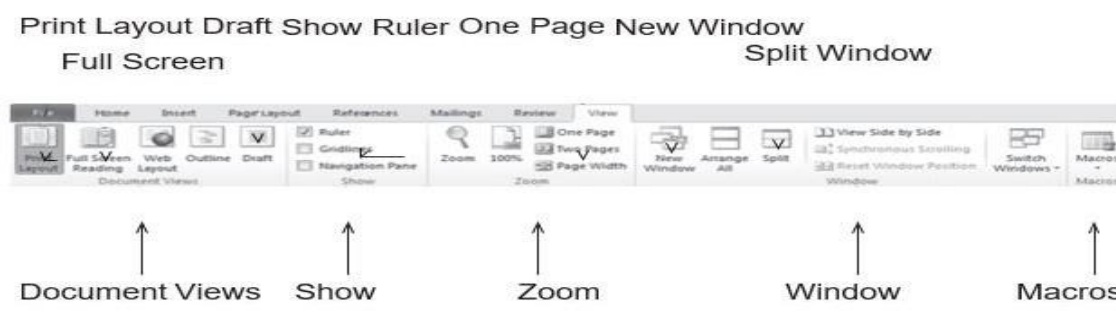 Print Layout Draft Show Ruler One Page New Window
Full Screen Split Window
File Home Insert Page Layout References Mailings Review View
Ruler One Page View Side by Side
Gridlines Two Pages Synchronous Scrolling
Print Layout Full Screen Reading Web Layout Outline Draft Navigation Pane Zoom 100% Page Width New Window Arrange All Split Reset Window Position Switch Windows Macros
Document Views Show Zoom Window Macros
Document Views Show Zoom Window Macros